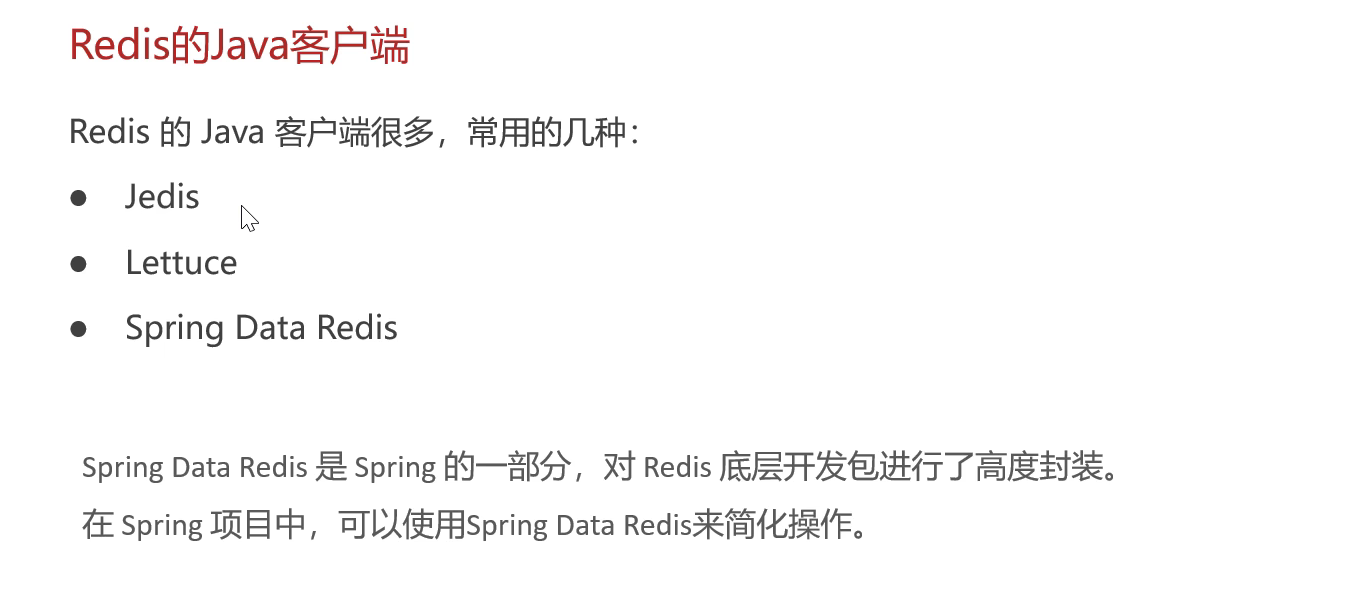 Redis的Java客户端
Redis 的 Java 客户端很多，常用的几种：
● Jedis
● Lettuce
● Spring Data Redis
Spring Data Redis 是 Spring 的一部分，对 Redis 底层开发包进行了高度封装。
在 Spring 项目中，可以使用Spring Data Redis来简化操作。